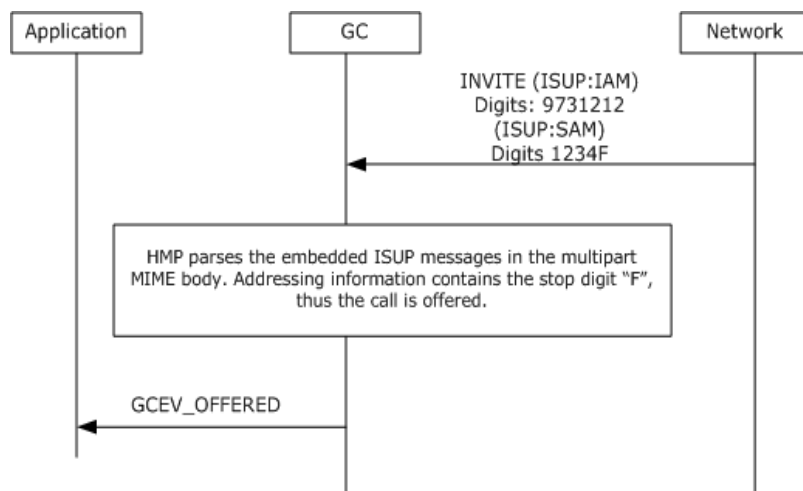 Application
GC
Network
INVITE (ISUP:IAM)
Digits: 9731212
(ISUP:SAM)
Digits 1234F
HMP parses the embedded ISUP messages in the multipart
MIME body. Addressing information contains the stop digit “F”,
thus the call is offered.
GCEV_OFFERED